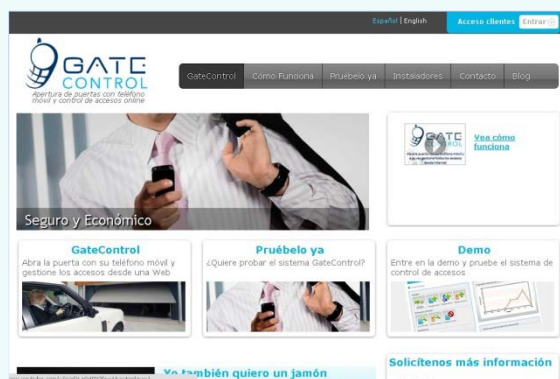 Español | English
Acceso clientes Entrar
GATE
CONTROL
Apertura de puertas con teléfono
móvil y control de accesos online
GateControl Cómo Funciona Pruébelo ya Instaladores Contacto Blog
GATE
Vea cómo
funciona
Seguro y Económico
GateControl
Abra la puerta con su teléfono móvil y
gestione los accesos desde una Web
Pruébelo ya
¿Quiere probar el sistema GateControl?
Demo
Entre en la demo y pruebe el sistema de
control de accesos
Yo también quiero un jamón
Solicítenos más información